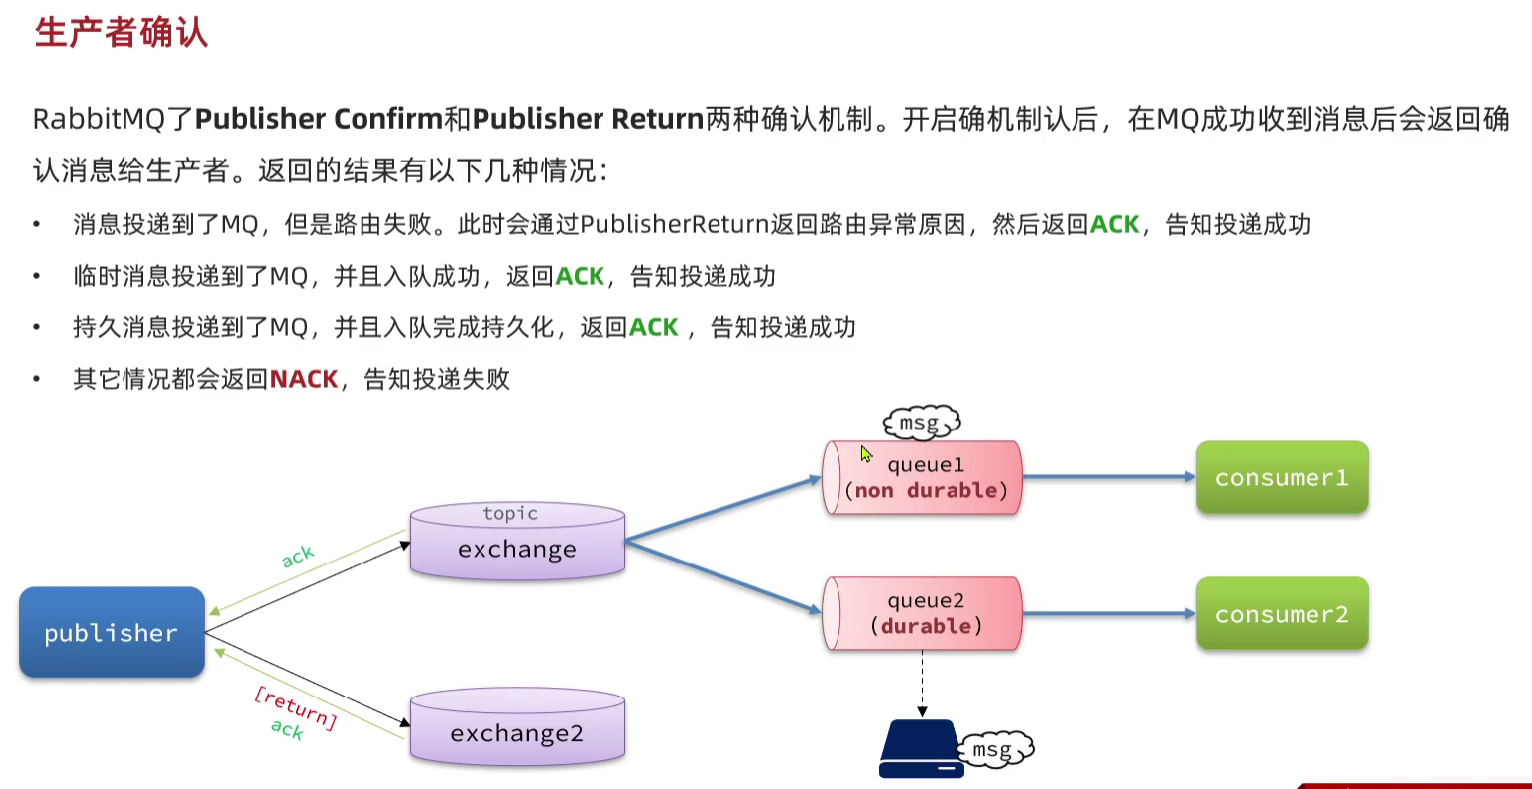 生产者确认
RabbitMQ了Publisher Confirm和Publisher Return两种确认机制。开启确机制认后，在MQ成功收到消息后会返回确
认消息给生产者。返回的结果有以下几种情况：
• 消息投递到了MQ，但是路由失败。此时会通过PublisherReturn返回路由异常原因，然后返回ACK，告知投递成功
• 临时消息投递到了MQ，并且入队成功，返回ACK，告知投递成功
• 持久消息投递到了MQ，并且入队完成持久化，返回ACK ，告知投递成功
• 其它情况都会返回NACK，告知投递失败
msg
queue1
(non durable)
consumer1
topic
exchange
ack
queue2
(durable)
consumer2
publisher
[return]
ack
exchange2
msg